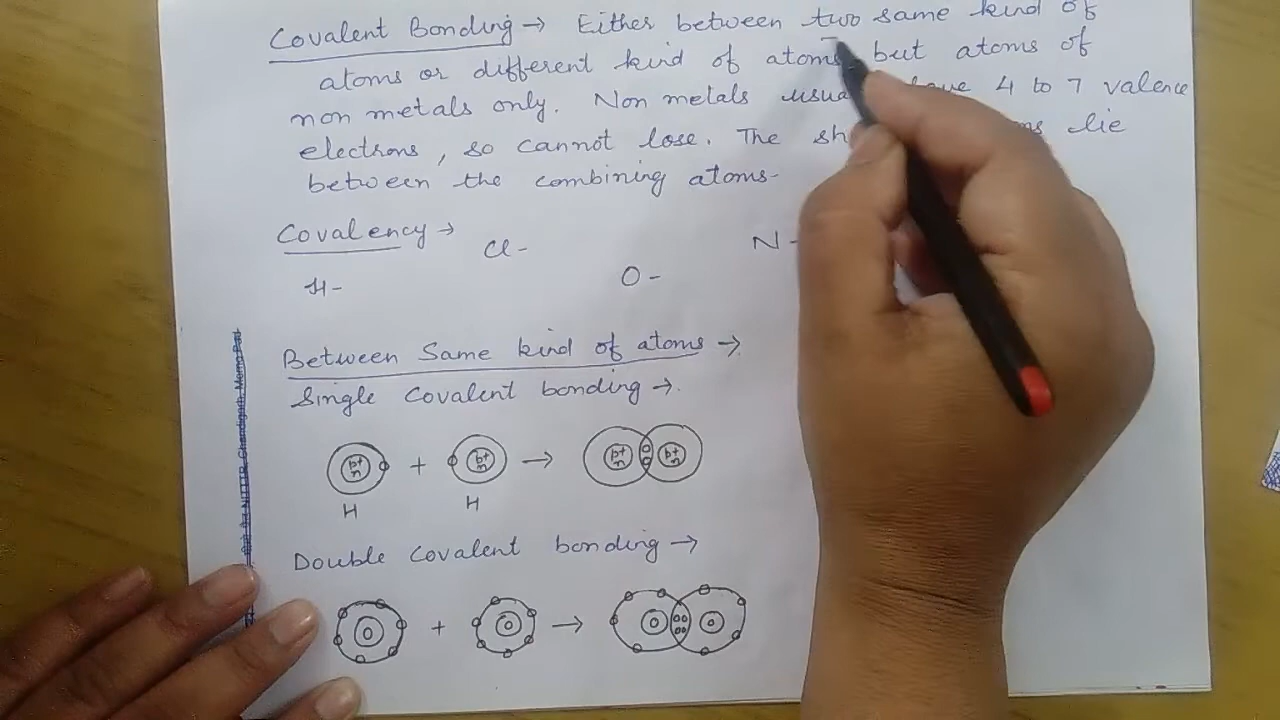 Covalent Bonding → Either between two same kind of
atoms or different kind of atoms but atoms of
non metals only. Non metals 4 to 7 valence
electrons, so cannot lose. The lie
between the combining atoms-
Covalency →
Cl-
N-
H-
O-
Between Same kind of atoms →
Single Covalent bonding →.
p+ n + p+ n → p+ n p+ n
H H
Double Covalent bonding →
O + O → O O